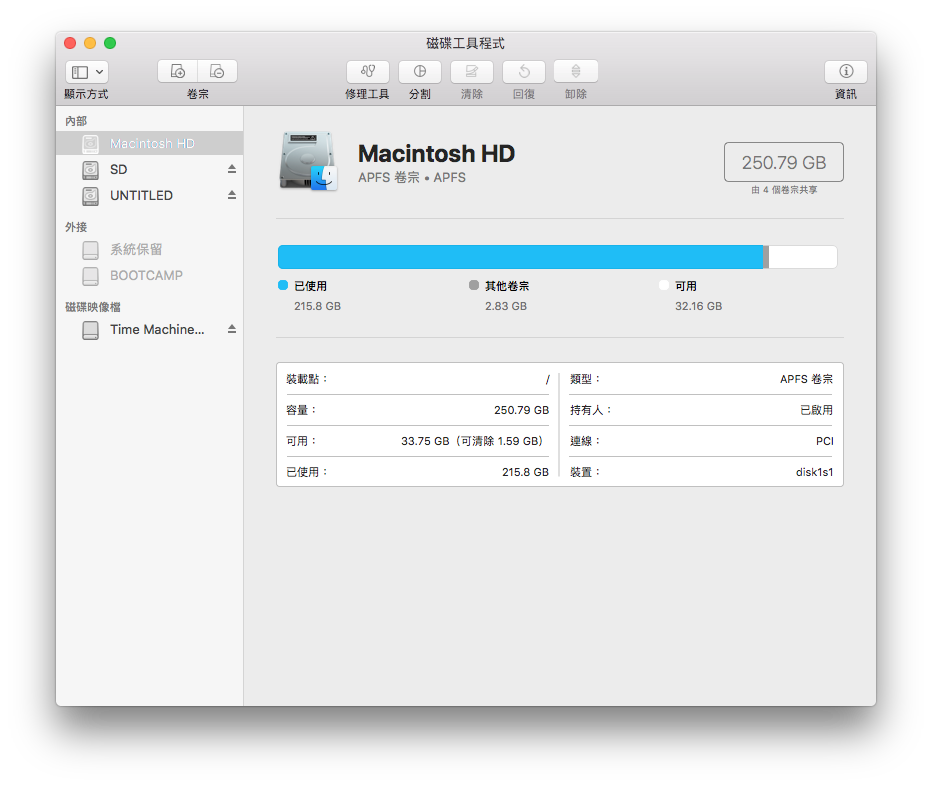 磁碟工具程式
顯示方式
卷宗
修理工具
分割
清除
回復
卸除
資訊
內部
Macintosh HD
SD
UNTITLED
外接
系統保留
BOOTCAMP
磁碟映像檔
Time Machine...
Macintosh HD
APFS 卷宗 • APFS
250.79 GB
由 4 個卷宗共享
已使用
215.8 GB
其他卷宗
2.83 GB
可用
32.16 GB
裝載點： /
類型： APFS 卷宗
容量： 250.79 GB
持有人： 已啟用
可用： 33.75 GB（可清除 1.59 GB）
連線： PCI
已使用： 215.8 GB
裝置： disk1s1